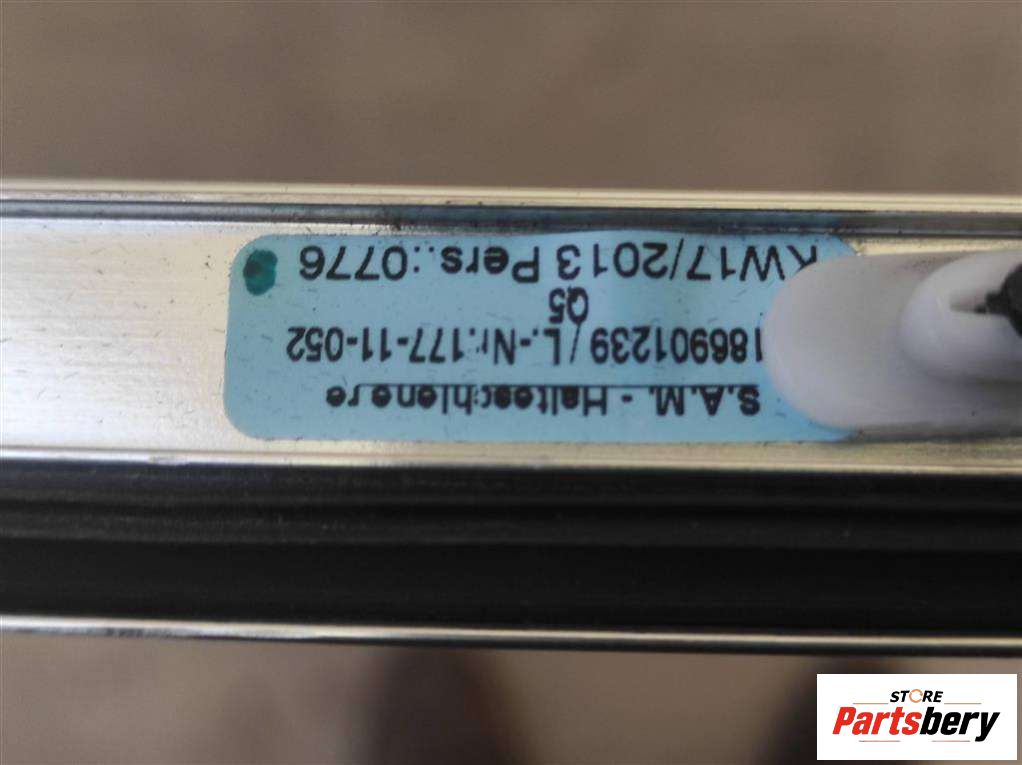 S.A.M. - Halteschiene re
186901239/L.-Nr.177-11-052
Q5
KW17/2013 Pers.:0776
STORE
Partsbery